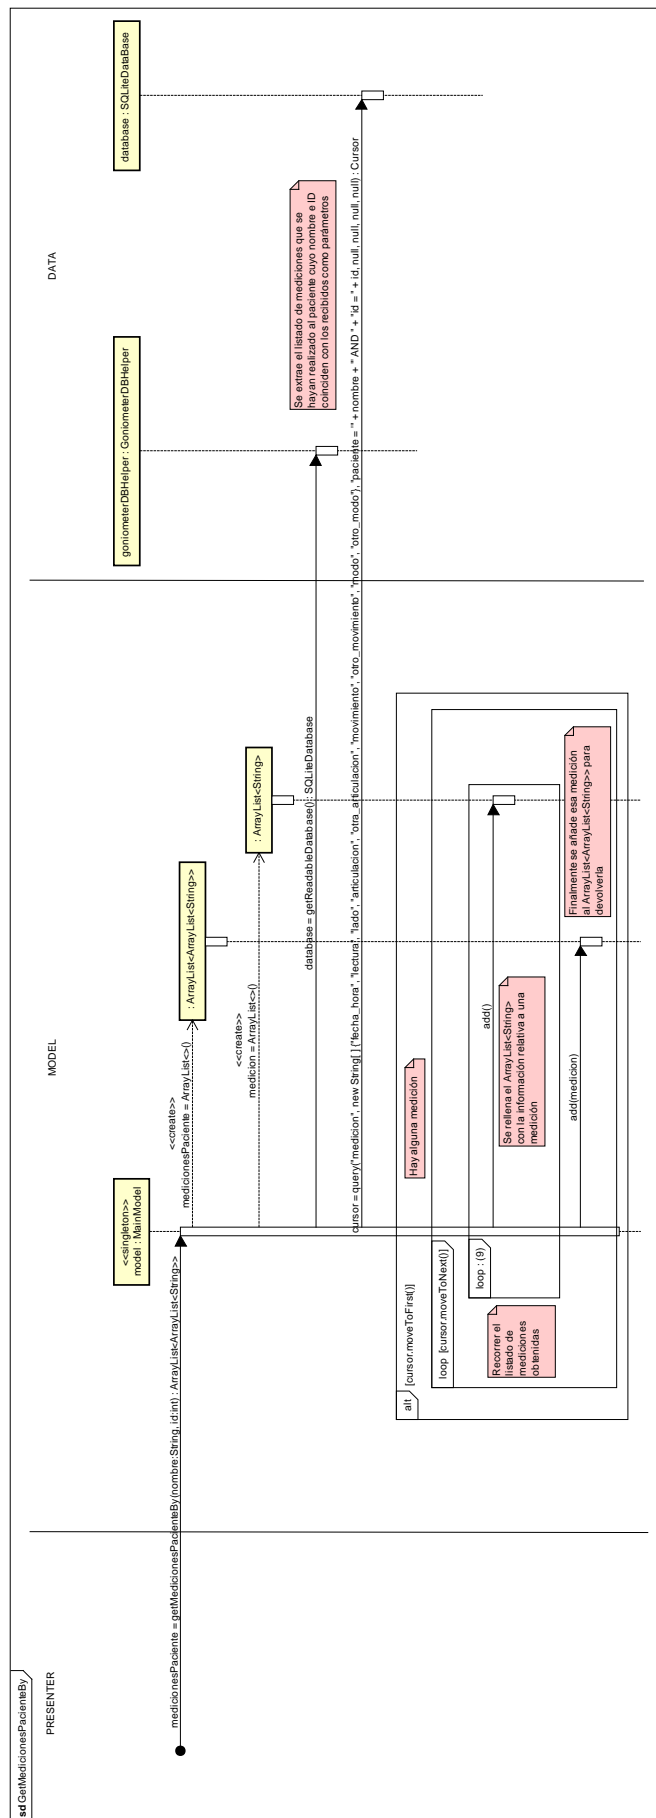 sd GetMedicionesPacienteBy
PRESENTER
MODEL
DATA
<<singleton>>
model : MainModel
goniometerDBHelper : GoniometerDBHelper
database : SQLiteDataBase
medicionesPaciente = getMedicionesPacienteBy(nombre:String, id:int) : ArrayList<ArrayList<String>>
<<create>>
medicionesPaciente = ArrayList<>()
: ArrayList<ArrayList<String>>
<<create>>
medicion = ArrayList<>()
: ArrayList<String>
database = getReadableDatabase() : SQLiteDatabase
Se extrae el listado de mediciones que se
hayan realizado al paciente cuyo nombre e ID
coinciden con los recibidos como parámetros
cursor = query("medicion", new String[ ] {"fecha_hora", "lectura", "lado", "articulacion", "otra_articulacion", "movimiento", "otro_movimiento", "modo", "otro_modo"}, "paciente = '" + nombre + "' AND " + "id = " + id, null, null, null, null) : Cursor
alt
[cursor.moveToFirst()]
Hay alguna medición
loop [cursor.moveToNext()]
loop : (9)
Recorrer el
listado de
mediciones
obtenidas
add()
Se rellena el ArrayList<String>
con la información relativa a una
medición
add(medicion)
Finalmente se añade esa medición
al ArrayList<ArrayList<String>> para
devolverla